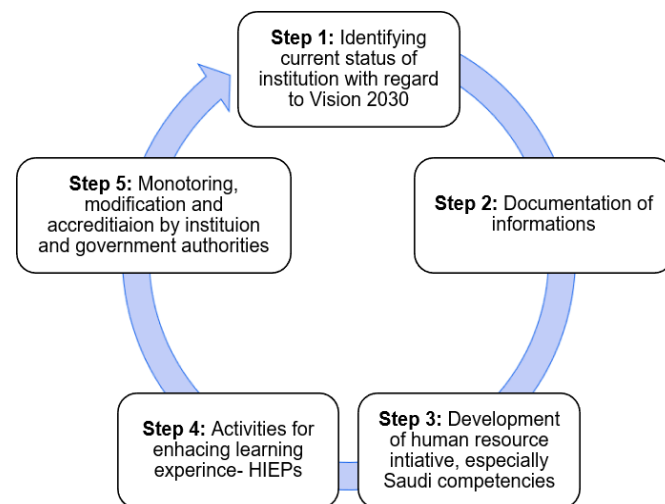 Step 1: Identifying
current status of
institution with regard
to Vision 2030
Step 2: Documentation of
informations
Step 3: Development
of human resource
intiative, especially
Saudi competencies
Step 4: Activities for
enhacing learning
experince- HIEPs
Step 5: Monotoring,
modification and
accreditiaion by instituion
and government authorities